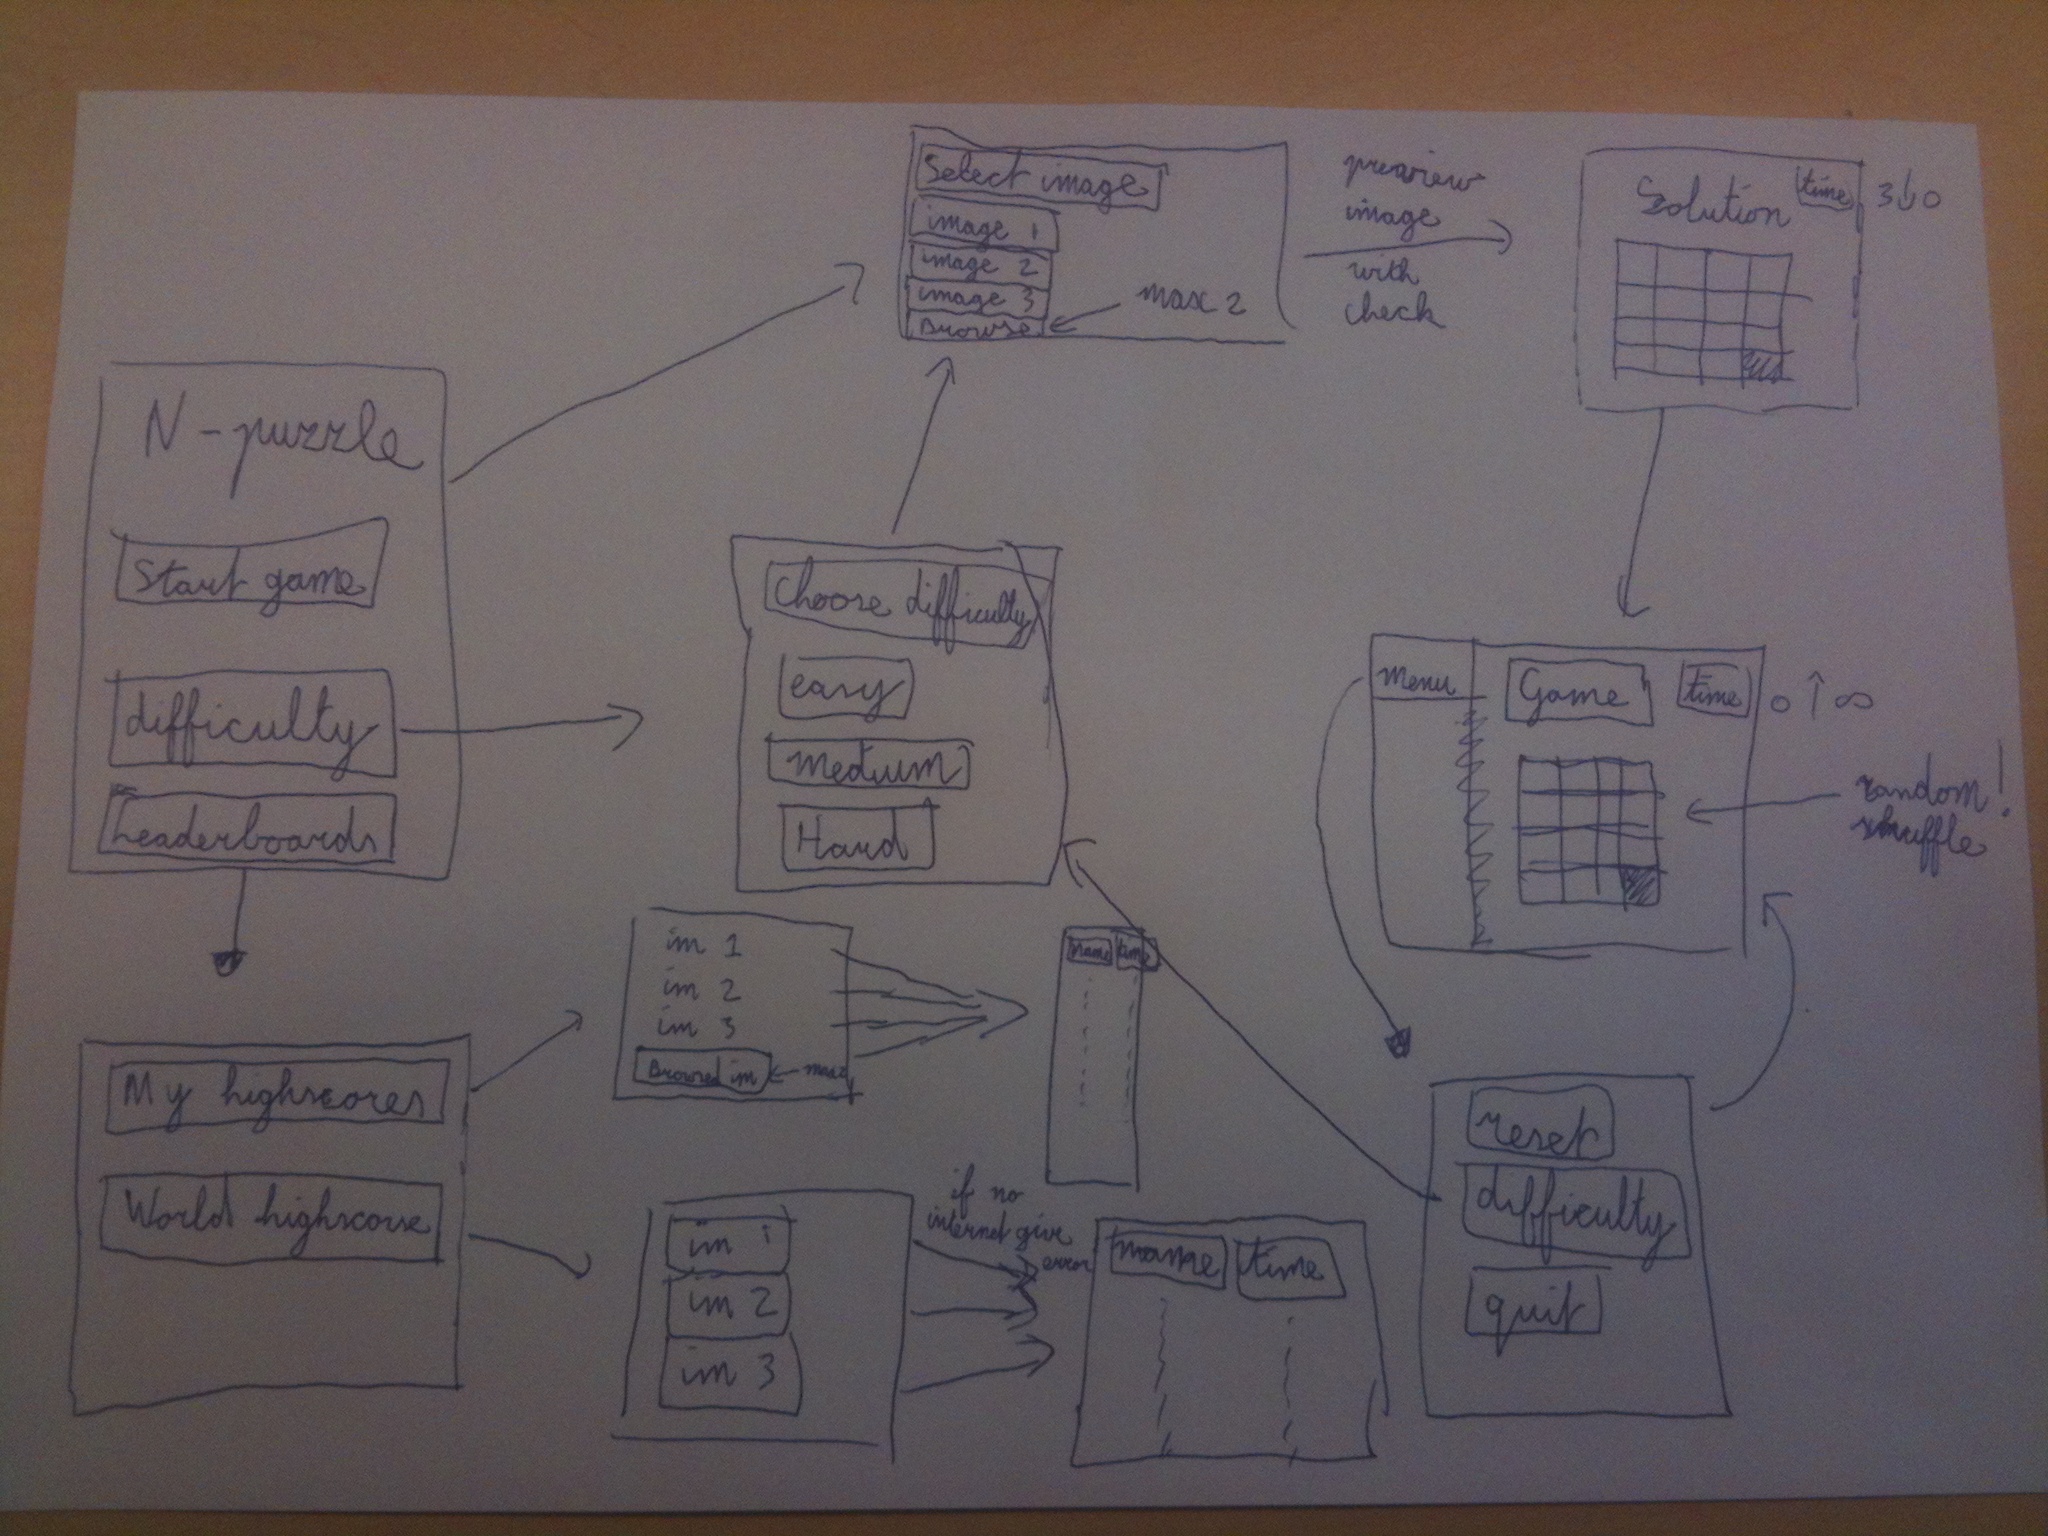 N-puzzle
Start game
difficulty
leaderboards
Select image
image 1
image 2
image 3
browse
max 2
preview
image
with
check
Solution
time
3↓0
Choose difficulty
easy
medium
Hard
Menu
Game
time
0↑∞
random!
shuffle
reset
difficulty
quit
My highscores
World highscore
im 1
im 2
im 3
im
name
time
im 1
im 2
im 3
if no
internet give
error
name
time